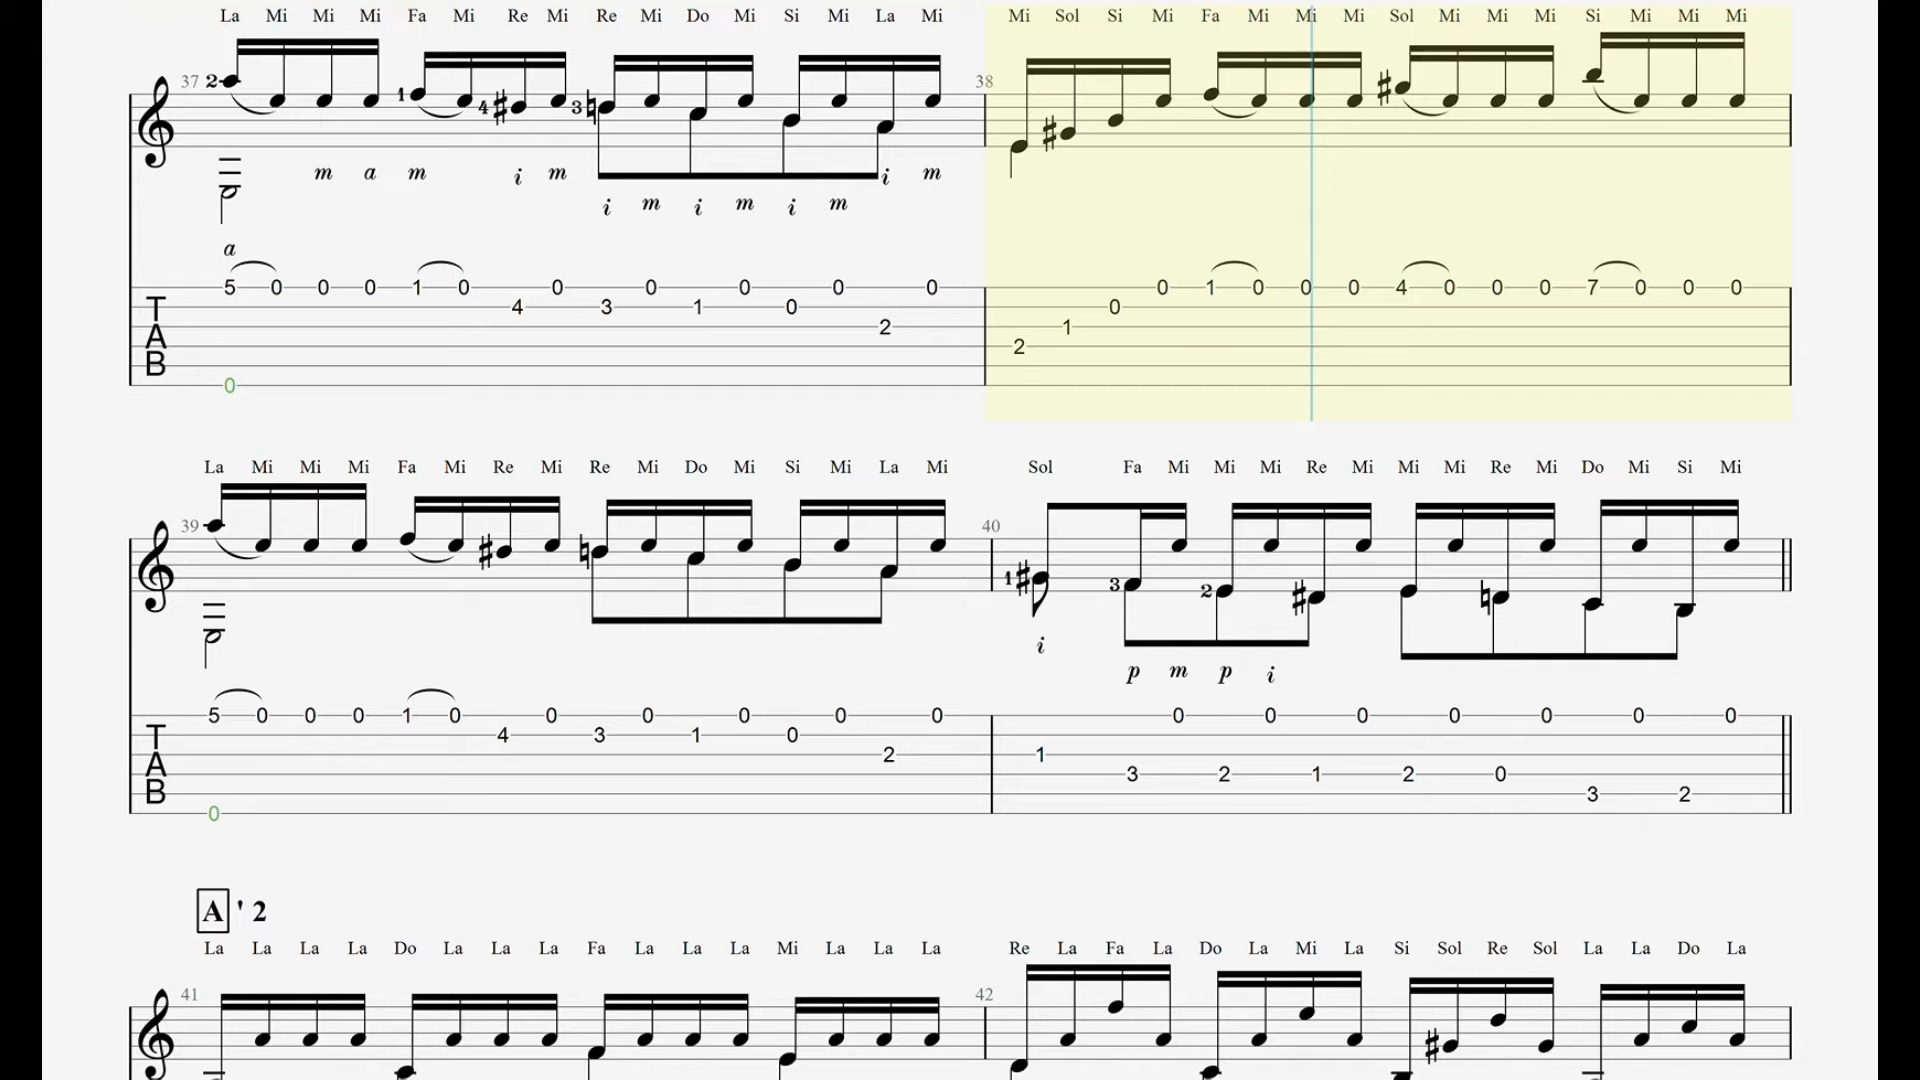 La Mi Mi Mi Fa Mi Re Mi Re Mi Do Mi Si Mi La Mi Mi Sol Si Mi Fa Mi Mi Mi Sol Mi Mi Mi Si Mi Mi Mi
37 2 1 4 3 38
m a m i m i m
i m i m i m
a
5 0 0 0 1 0 0 0 0 0 0 0 1 0 0 0 4 0 0 0 7 0 0 0
T 4 3 1 0 0
A 2 1
B 2
0
La Mi Mi Mi Fa Mi Re Mi Re Mi Do Mi Si Mi La Mi Sol Fa Mi Mi Mi Re Mi Mi Mi Re Mi Do Mi Si Mi
39 40 1 3 2
i
p m p i
5 0 0 0 1 0 0 0 0 0 0 0 0 0 0 0 0 0
T 4 3 1 0
A 2 1
3 2 1 2 0
B 3 2
0
A ' 2
La La La La Do La La La Fa La La La Mi La La La Re La Fa La Do La Mi La Si Sol Re Sol La La Do La
41 42